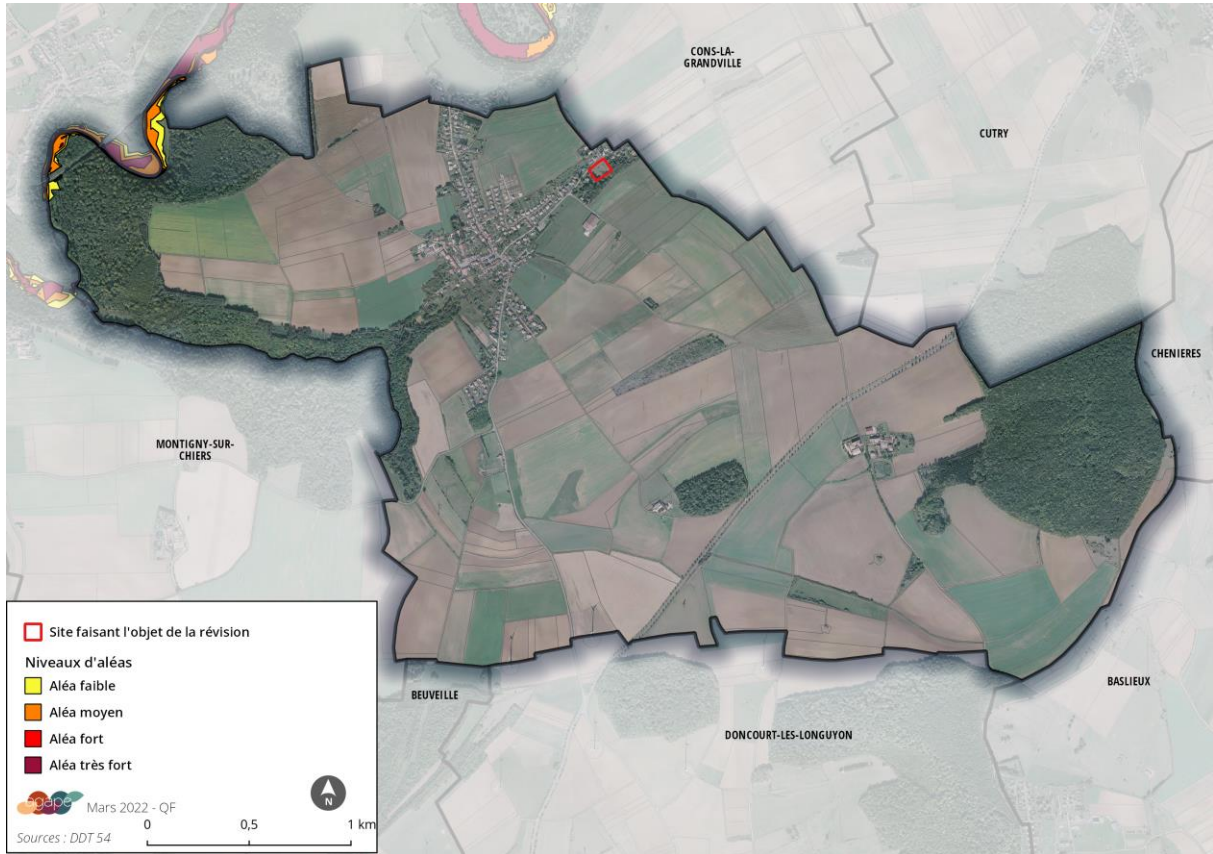 CONS-LA-
GRANDVILLE
CUTRY
CHENIERES
MONTIGNY-SUR-
CHIERS
BEUVEILLE
DONCOURT-LES-LONGUYON
BASLIEUX
Site faisant l'objet de la révision
Niveaux d'aléas
Aléa faible
Aléa moyen
Aléa fort
Aléa très fort
agape Mars 2022 - QF
N
Sources : DDT 54
0 0,5 1 km